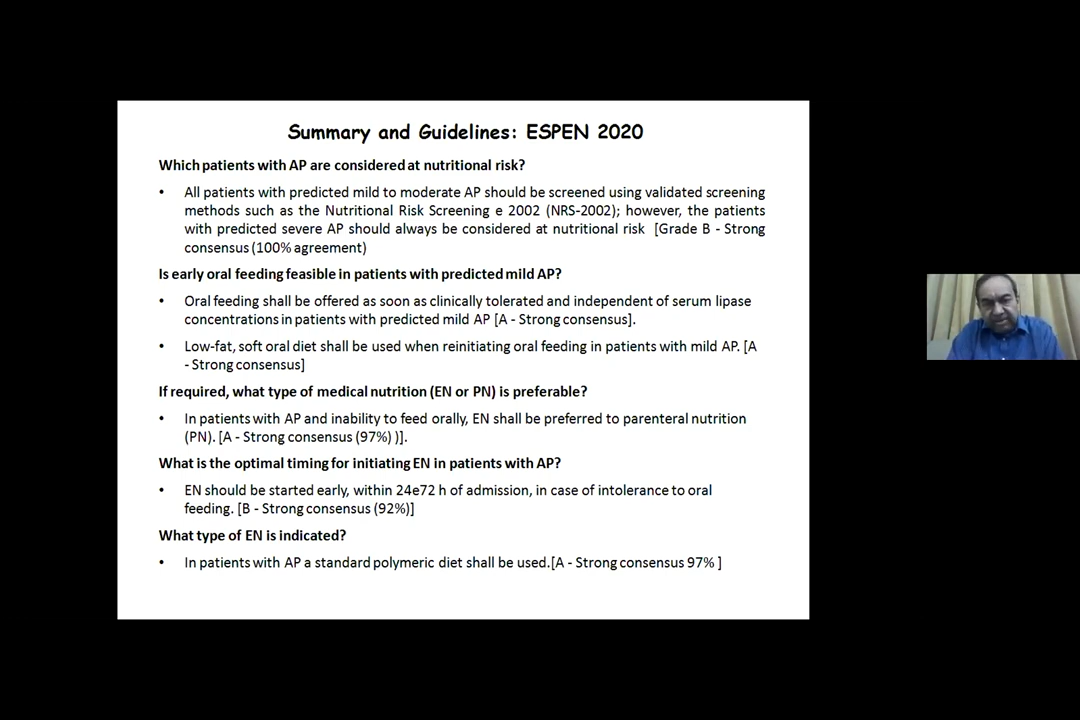 Summary and Guidelines: ESPEN 2020
Which patients with AP are considered at nutritional risk?
• All patients with predicted mild to moderate AP should be screened using validated screening
methods such as the Nutritional Risk Screening e 2002 (NRS-2002); however, the patients
with predicted severe AP should always be considered at nutritional risk [Grade B - Strong
consensus (100% agreement)
Is early oral feeding feasible in patients with predicted mild AP?
• Oral feeding shall be offered as soon as clinically tolerated and independent of serum lipase
concentrations in patients with predicted mild AP [A - Strong consensus].
• Low-fat, soft oral diet shall be used when reinitiating oral feeding in patients with mild AP. [A
- Strong consensus]
If required, what type of medical nutrition (EN or PN) is preferable?
• In patients with AP and inability to feed orally, EN shall be preferred to parenteral nutrition
(PN). [A - Strong consensus (97%) )].
What is the optimal timing for initiating EN in patients with AP?
• EN should be started early, within 24e72 h of admission, in case of intolerance to oral
feeding. [B - Strong consensus (92%)]
What type of EN is indicated?
• In patients with AP a standard polymeric diet shall be used.[A - Strong consensus 97% ]